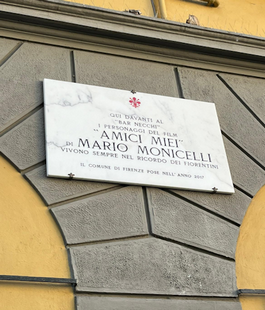 QUI DAVANTI AL
"BAR NECCHI"
I PERSONAGGI DEL FILM
"AMICI MIEI"
DI MARIO MONICELLI
VIVONO SEMPRE NEL RICORDO DEI FIORENTINI
IL COMUNE DI FIRENZE POSE NELL'ANNO 2017